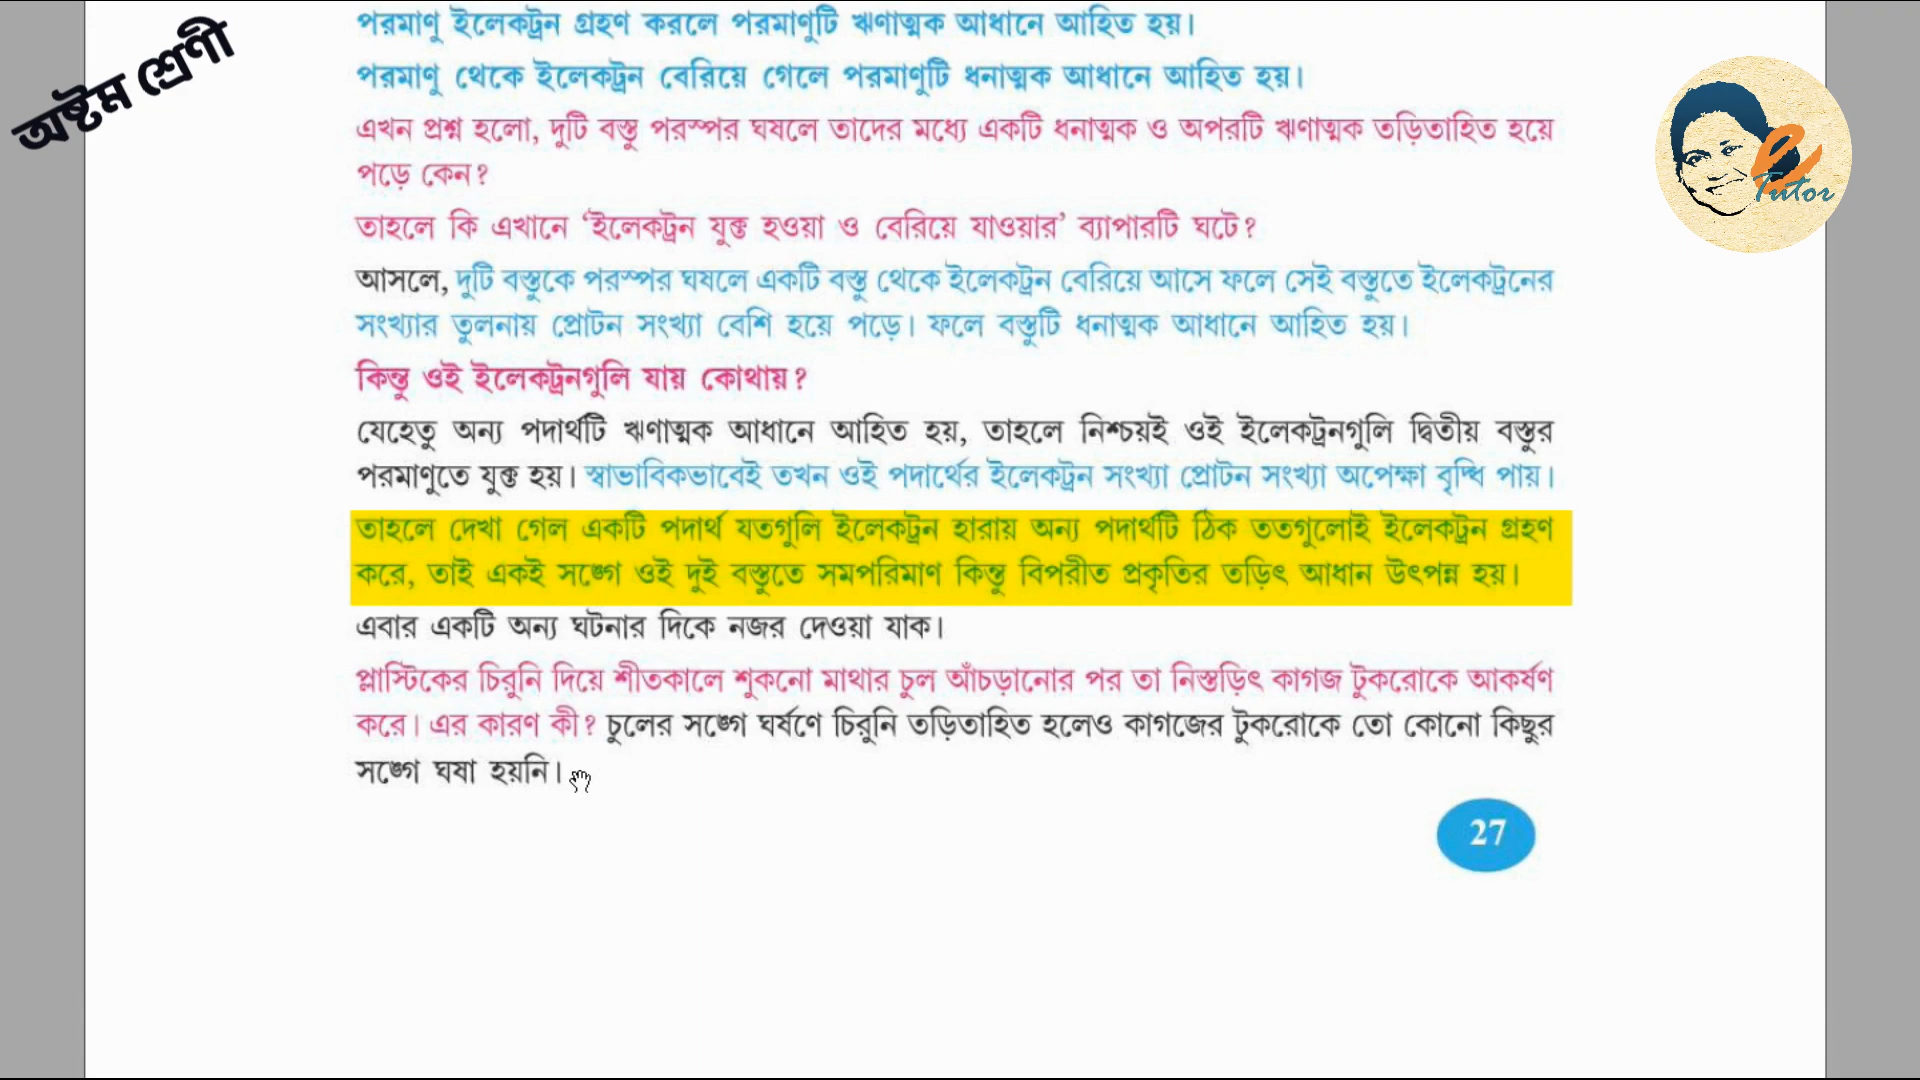 অষ্টম শ্রেণী
পরমাণু ইলেকট্রন গ্রহণ করলে পরমাণুটি ঋণাত্মক আধানে আহিত হয়।
পরমাণু থেকে ইলেকট্রন বেরিয়ে গেলে পরমাণুটি ধনাত্মক আধানে আহিত হয়।
এখন প্রশ্ন হলো, দুটি বস্তু পরস্পর ঘষলে তাদের মধ্যে একটি ধনাত্মক ও অপরটি ঋণাত্মক তড়িতাহিত হয়ে
পড়ে কেন?
তাহলে কি এখানে ‘ইলেকট্রন যুক্ত হওয়া ও বেরিয়ে যাওয়ার’ ব্যাপারটি ঘটে?
আসলে, দুটি বস্তুকে পরস্পর ঘষলে একটি বস্তু থেকে ইলেকট্রন বেরিয়ে আসে ফলে সেই বস্তুতে ইলেকট্রনের
সংখ্যার তুলনায় প্রোটন সংখ্যা বেশি হয়ে পড়ে। ফলে বস্তুটি ধনাত্মক আধানে আহিত হয়।
কিন্তু ওই ইলেকট্রনগুলি যায় কোথায়?
যেহেতু অন্য পদার্থটি ঋণাত্মক আধানে আহিত হয়, তাহলে নিশ্চয়ই ওই ইলেকট্রনগুলি দ্বিতীয় বস্তুর
পরমাণুতে যুক্ত হয়। স্বাভাবিকভাবেই তখন ওই পদার্থের ইলেকট্রন সংখ্যা প্রোটন সংখ্যা অপেক্ষা বৃদ্ধি পায়।
তাহলে দেখা গেল একটি পদার্থ যতগুলি ইলেকট্রন হারায় অন্য পদার্থটি ঠিক ততগুলোই ইলেকট্রন গ্রহণ
করে, তাই একই সঙ্গে ওই দুই বস্তুতে সমপরিমাণ কিন্তু বিপরীত প্রকৃতির তড়িৎ আধান উৎপন্ন হয়।
এবার একটি অন্য ঘটনার দিকে নজর দেওয়া যাক।
প্লাস্টিকের চিরুনি দিয়ে শীতকালে শুকনো মাথার চুল আঁচড়ানোর পর তা নিস্তড়িৎ কাগজ টুকরোকে আকর্ষণ
করে। এর কারণ কী? চুলের সঙ্গে ঘর্ষণে চিরুনি তড়িতাহিত হলেও কাগজের টুকরোকে তো কোনো কিছুর
সঙ্গে ঘষা হয়নি।
27
e
Tutor